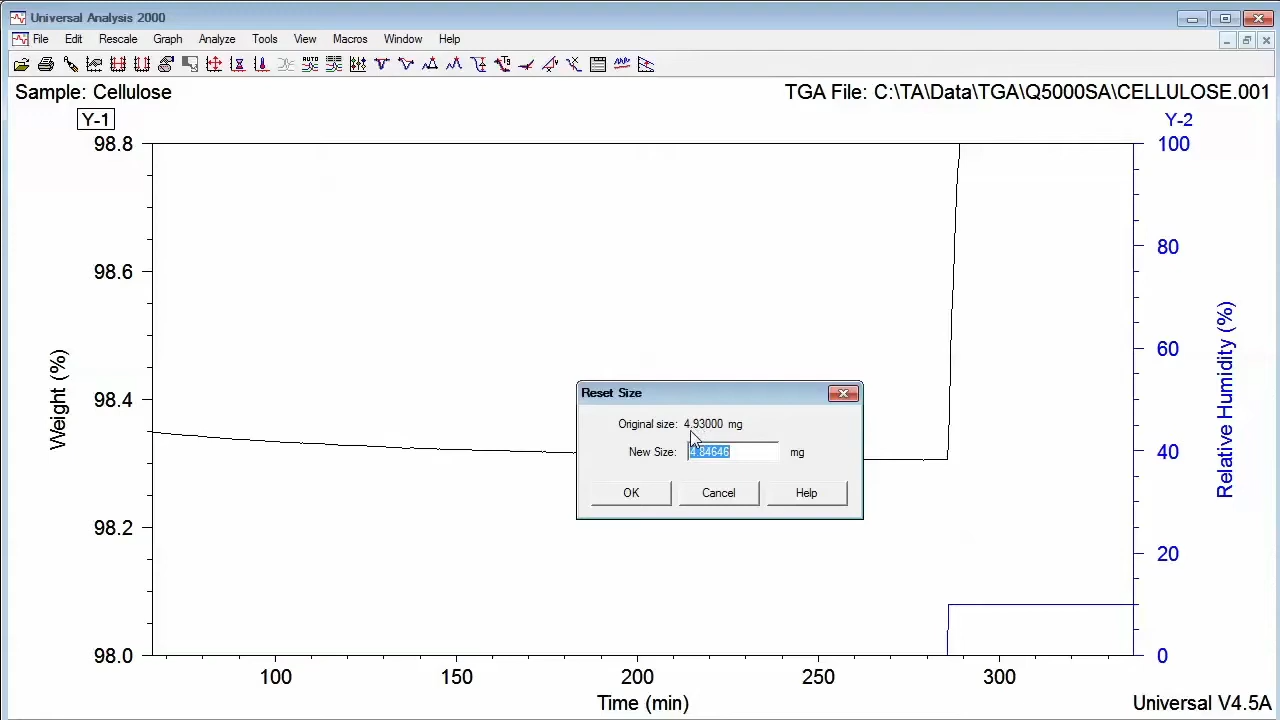 Universal Analysis 2000
File Edit Rescale Graph Analyze Tools View Macros Window Help
AUTO
Sample: Cellulose
TGA File: C:\TA\Data\TGA\Q5000SA\CELLULOSE.001
Y-1
Y-2
98.8
98.6
98.4
98.2
98.0
Weight (%)
Reset Size
Original size: 4.93000 mg
New Size: 4.84646 mg
OK Cancel Help
100
80
60
40
20
0
Relative Humidity (%)
100 150 200 250 300
Time (min)
Universal V4.5A